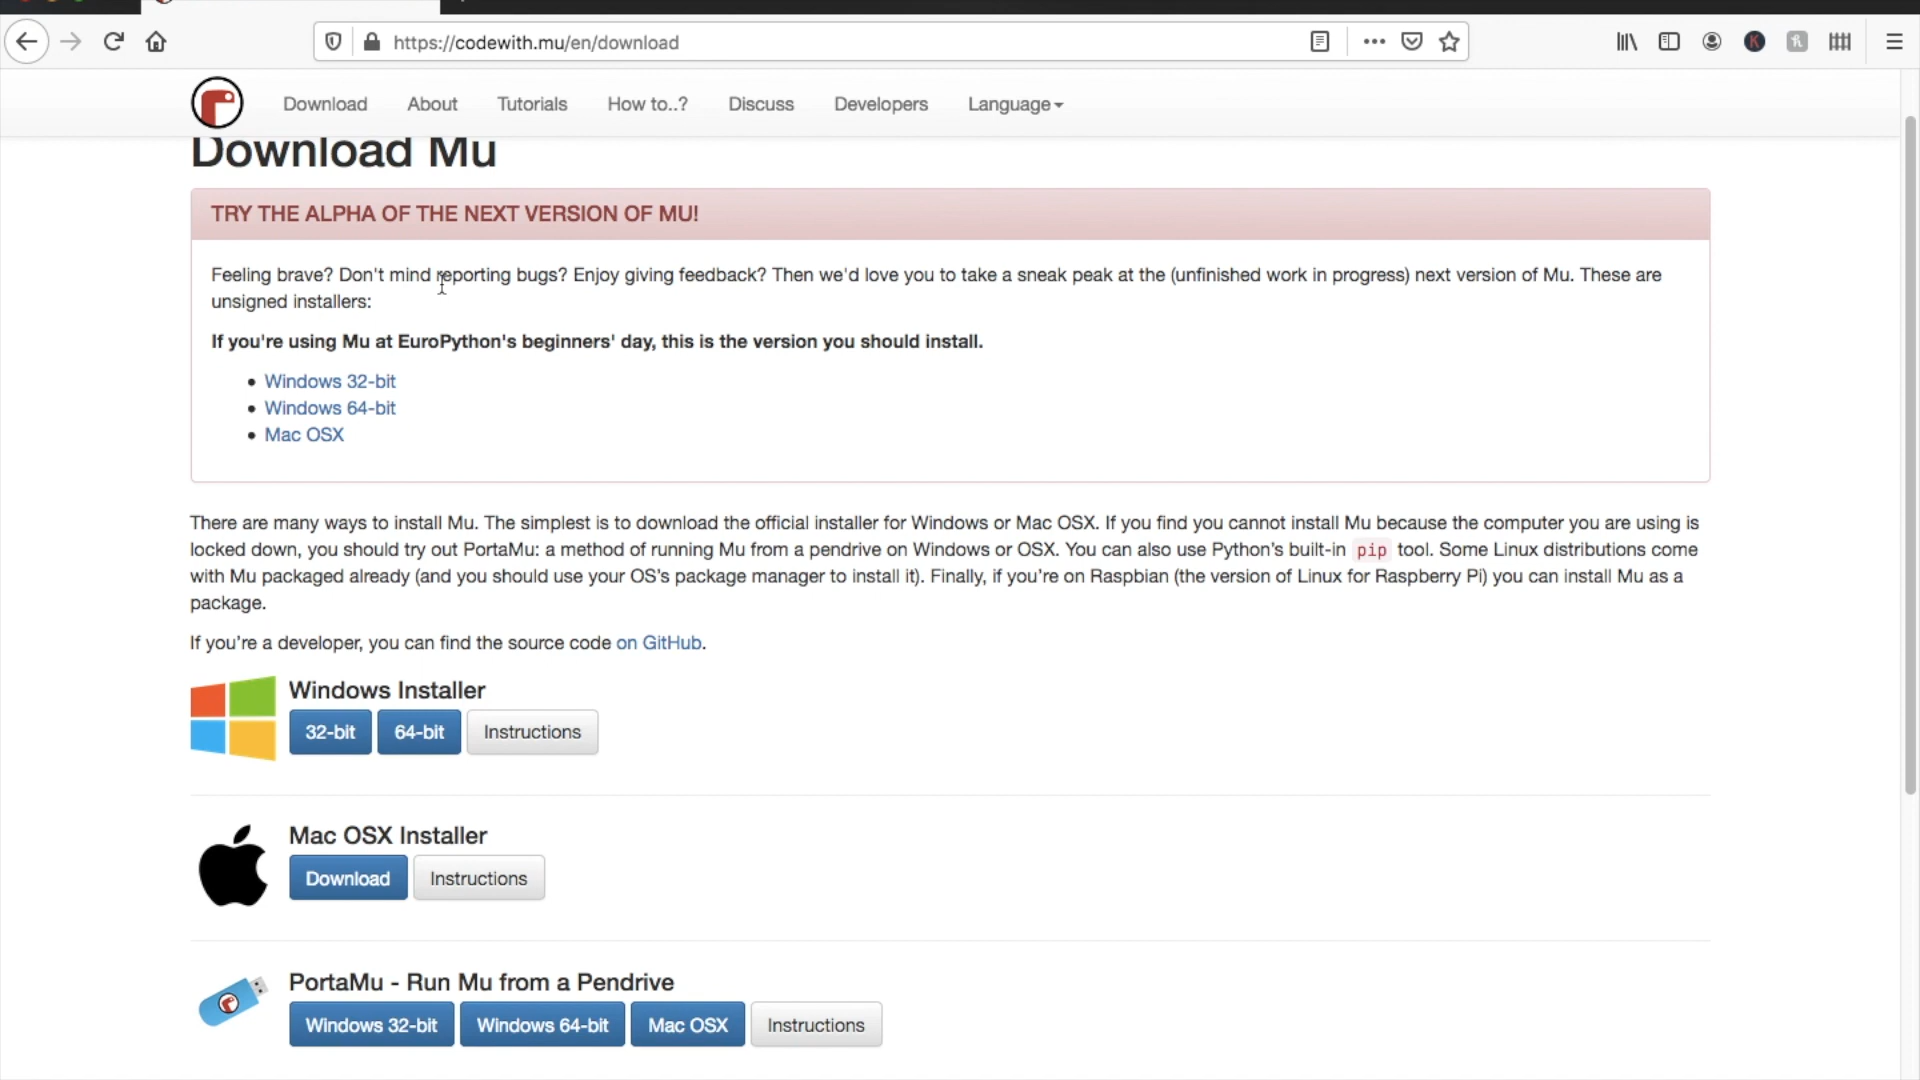 https://codewith.mu/en/download
Download About Tutorials How to..? Discuss Developers Language
Download Mu
TRY THE ALPHA OF THE NEXT VERSION OF MU!
Feeling brave? Don't mind reporting bugs? Enjoy giving feedback? Then we'd love you to take a sneak peak at the (unfinished work in progress) next version of Mu. These are
unsigned installers:
If you're using Mu at EuroPython's beginners' day, this is the version you should install.
Windows 32-bit
Windows 64-bit
Mac OSX
There are many ways to install Mu. The simplest is to download the official installer for Windows or Mac OSX. If you find you cannot install Mu because the computer you are using is
locked down, you should try out PortaMu: a method of running Mu from a pendrive on Windows or OSX. You can also use Python's built-in pip tool. Some Linux distributions come
with Mu packaged already (and you should use your OS's package manager to install it). Finally, if you're on Raspbian (the version of Linux for Raspberry Pi) you can install Mu as a
package.
If you're a developer, you can find the source code on GitHub.
Windows Installer
32-bit 64-bit Instructions
Mac OSX Installer
Download Instructions
PortaMu - Run Mu from a Pendrive
Windows 32-bit Windows 64-bit Mac OSX Instructions